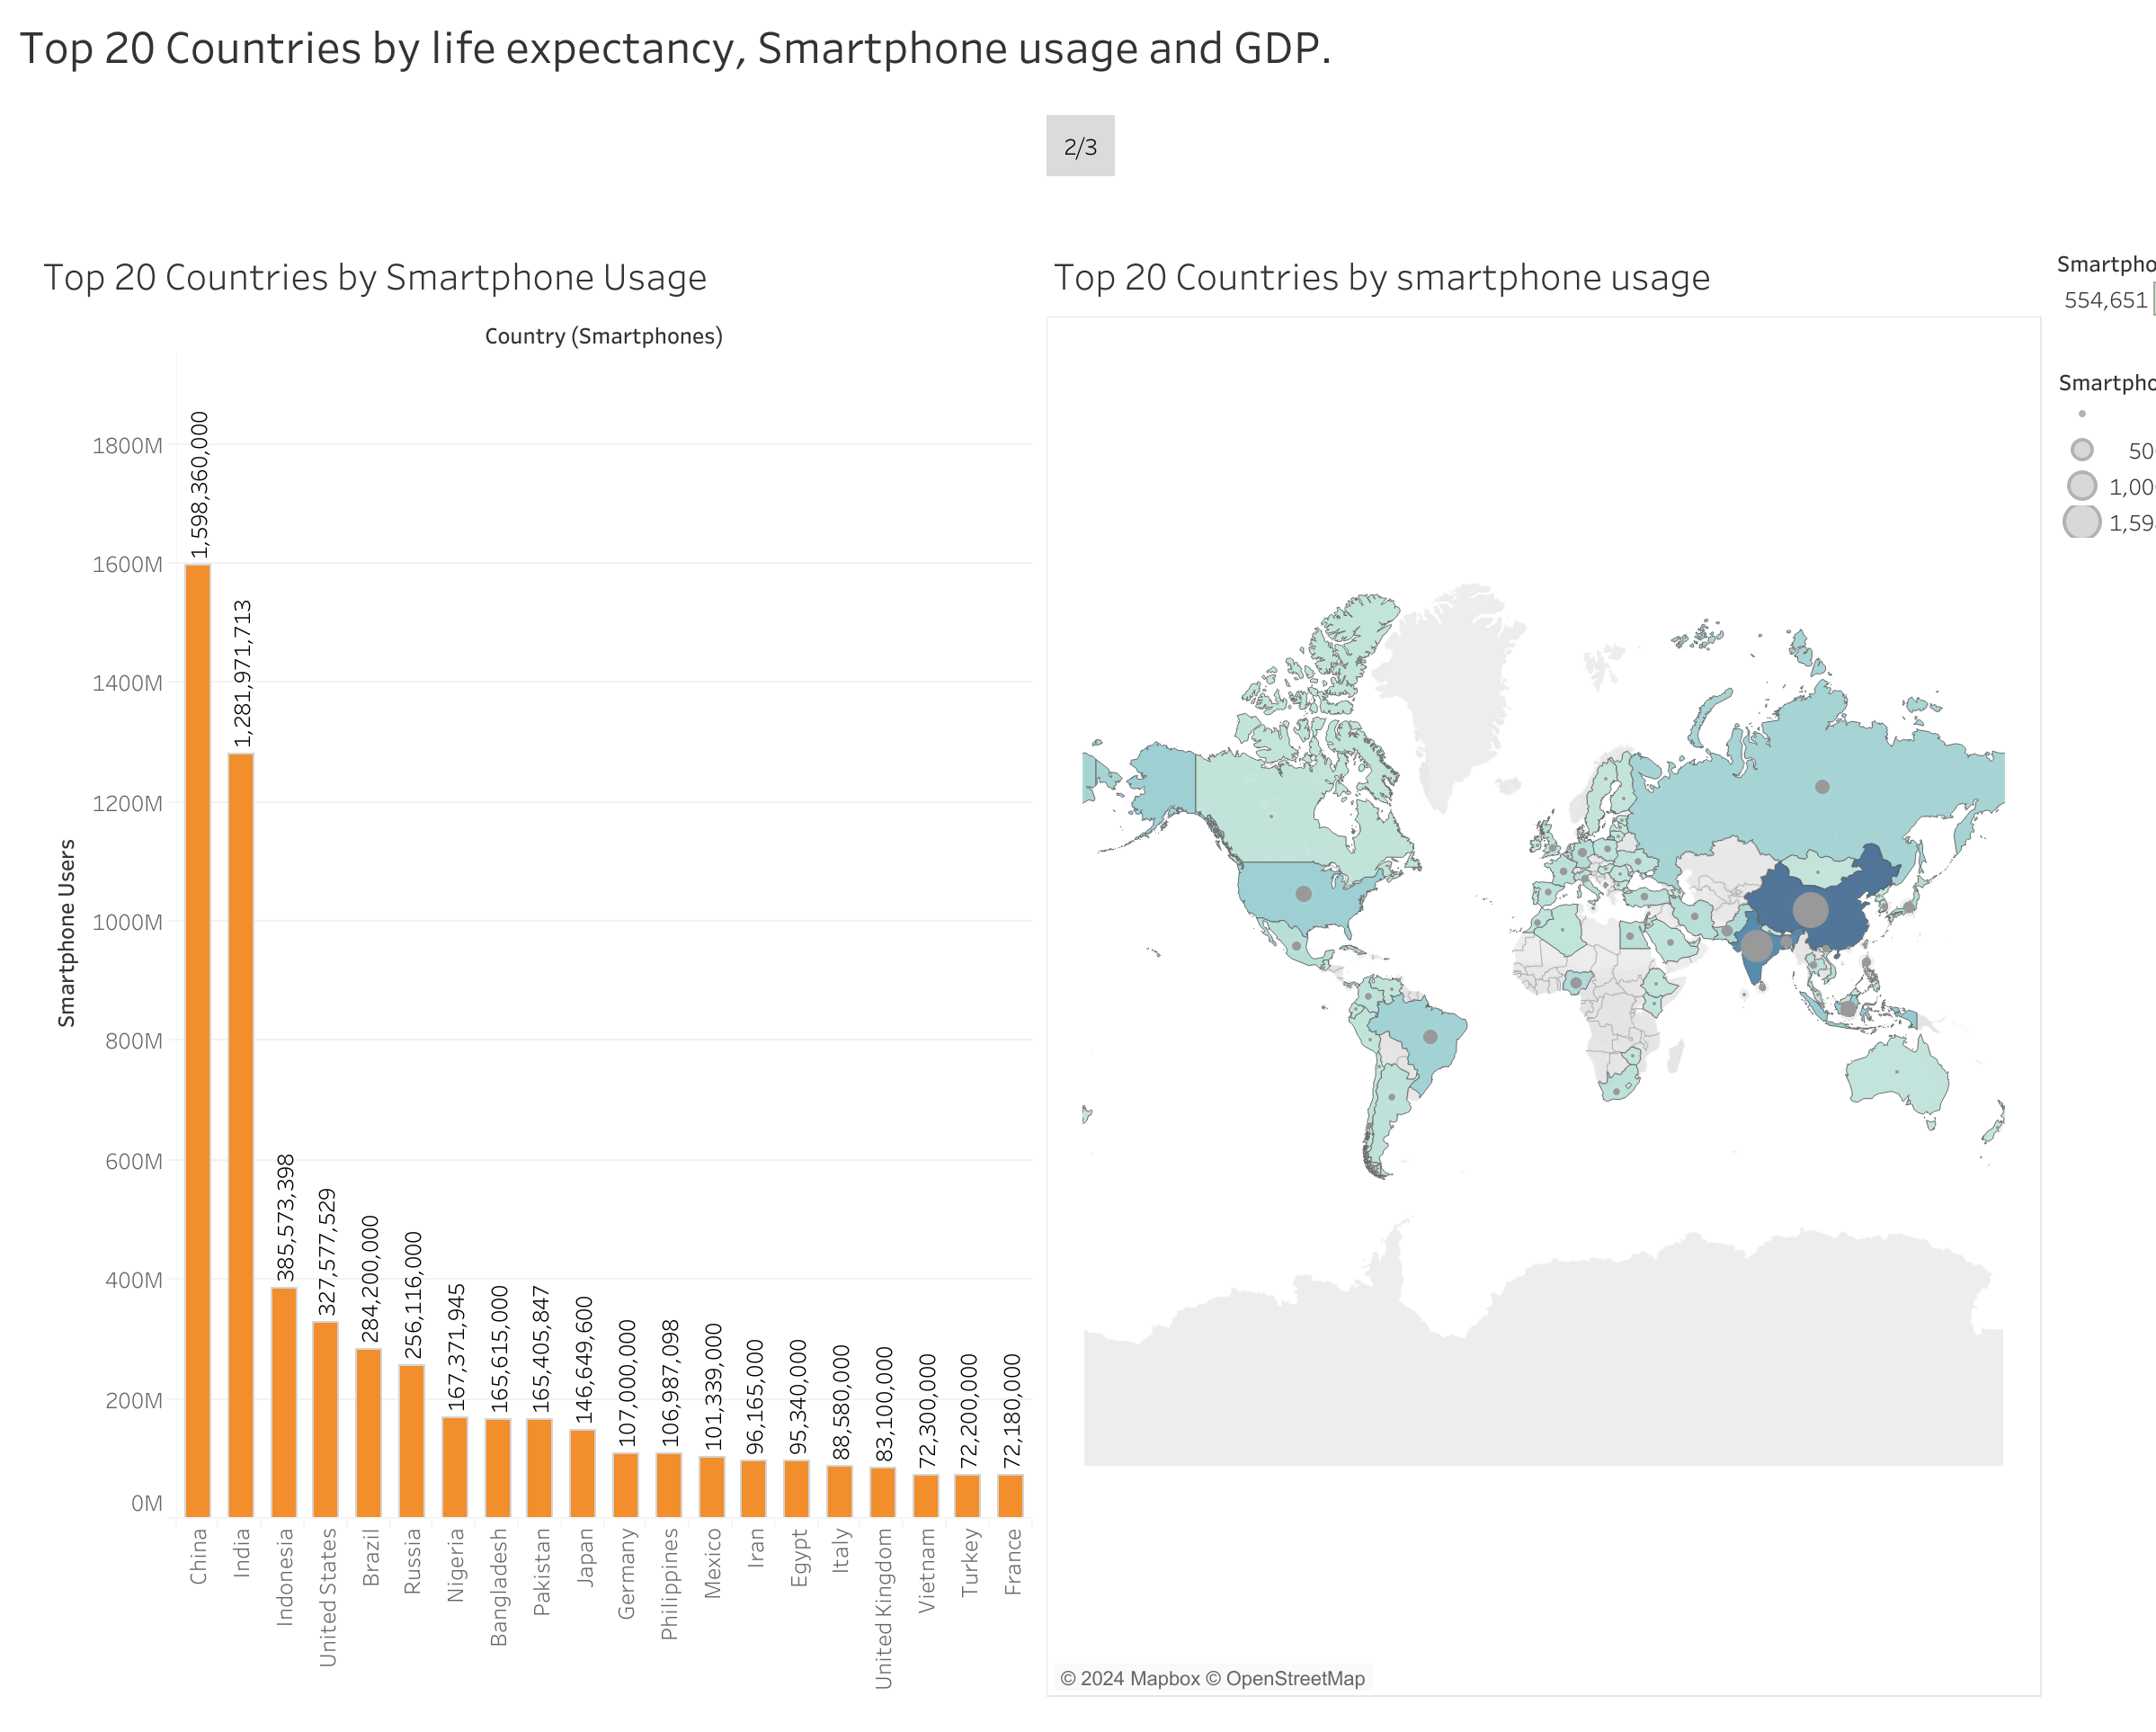 Top 20 Countries by life expectancy, Smartphone usage and GDP.
2/3
Top 20 Countries by Smartphone Usage
Country (Smartphones)
Smartphone Users
1800M
1600M
1400M
1200M
1000M
800M
600M
400M
200M
0M
1,598,360,000
1,281,971,713
385,573,398
327,577,529
284,200,000
256,116,000
167,371,945
165,615,000
165,405,847
146,649,600
107,000,000
106,987,098
101,339,000
96,165,000
95,340,000
88,580,000
83,100,000
72,300,000
72,200,000
72,180,000
China
India
Indonesia
United States
Brazil
Russia
Nigeria
Bangladesh
Pakistan
Japan
Germany
Philippines
Mexico
Iran
Egypt
Italy
United Kingdom
Vietnam
Turkey
France
Top 20 Countries by smartphone usage
© 2024 Mapbox © OpenStreetMap
Smartpho
554,651
Smartpho
50
1,00
1,59